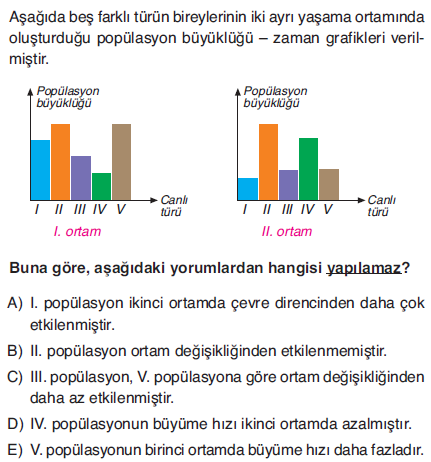 Aşağıda beş farklı türün bireylerinin iki ayrı yaşama ortamında
oluşturduğu popülasyon büyüklüğü – zaman grafikleri veril-
miştir.
Popülasyon
büyüklüğü
I II III IV V
Canlı
türü
I. ortam
Popülasyon
büyüklüğü
I II III IV V
Canlı
türü
II. ortam
Buna göre, aşağıdaki yorumlardan hangisi yapılamaz?
A) I. popülasyon ikinci ortamda çevre direncinden daha çok
etkilenmiştir.
B) II. popülasyon ortam değişikliğinden etkilenmemiştir.
C) III. popülasyon, V. popülasyona göre ortam değişikliğinden
daha az etkilenmiştir.
D) IV. popülasyonun büyüme hızı ikinci ortamda azalmıştır.
E) V. popülasyonun birinci ortamda büyüme hızı daha fazladır.